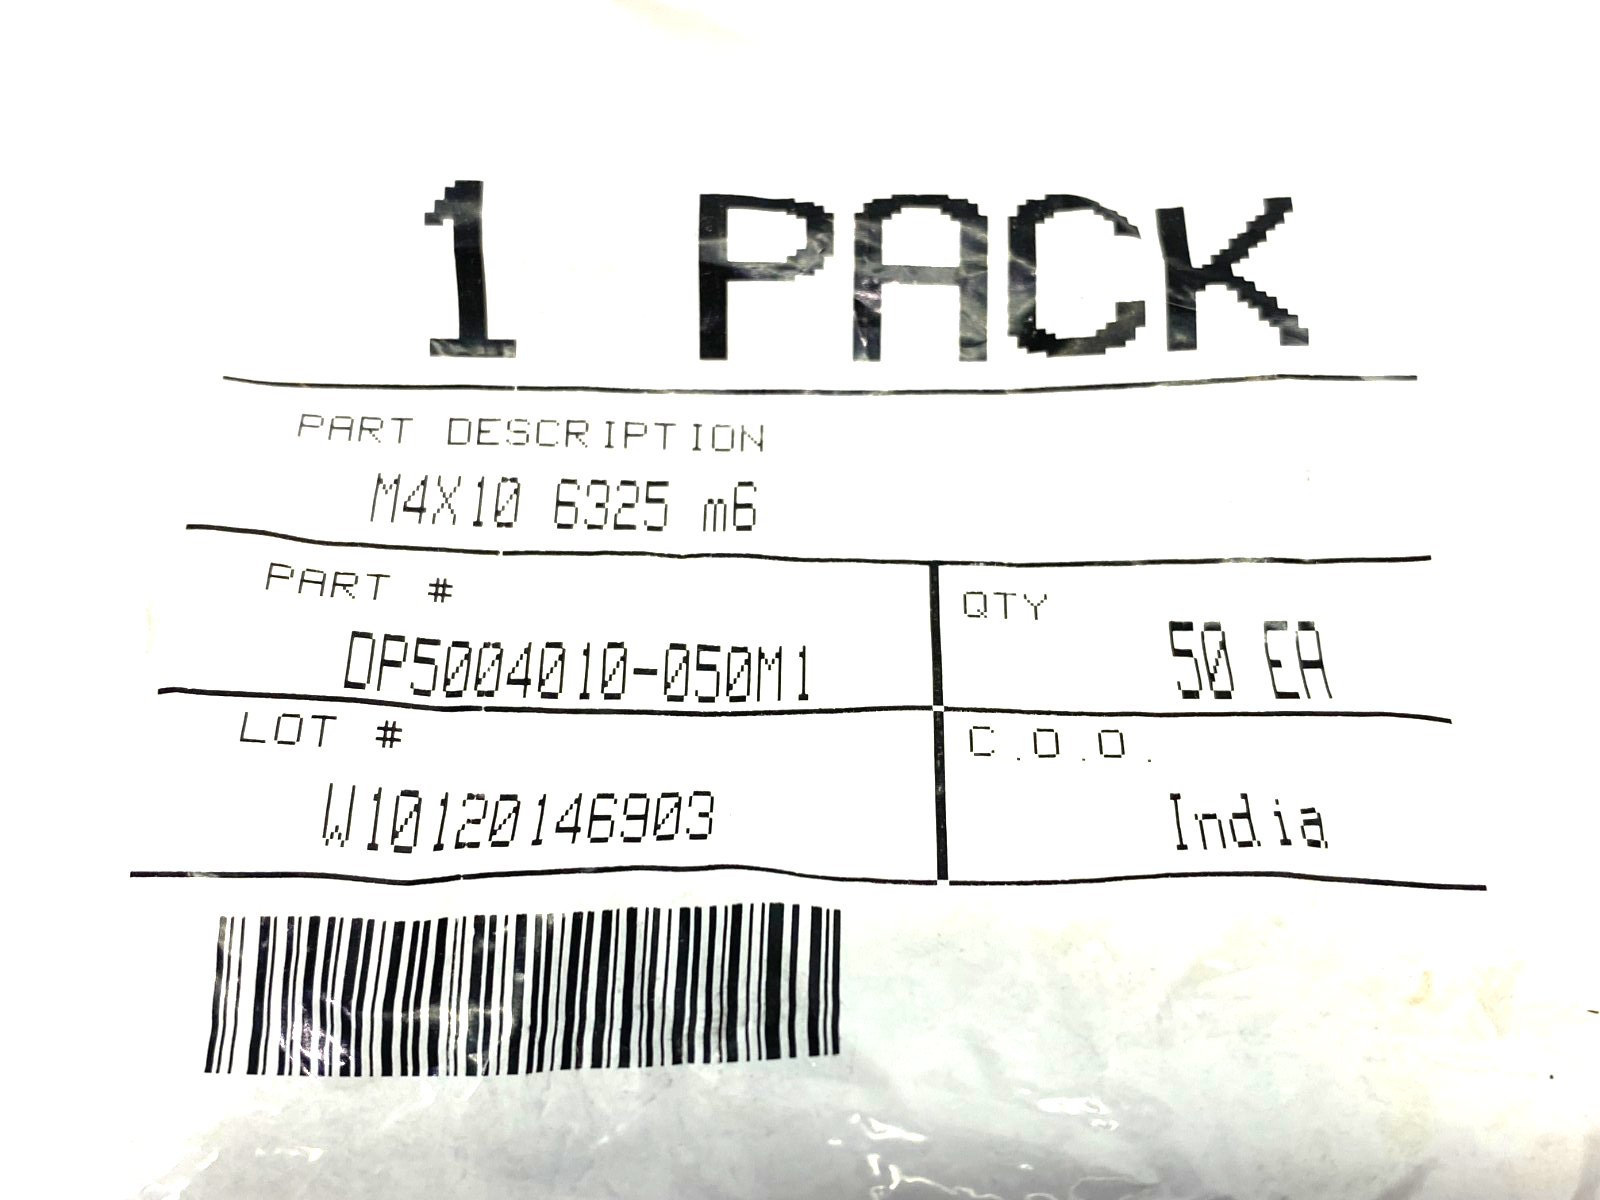 1 PACK
PART DESCRIPTION
M4X10 6325 m6
PART #
DP5004010-050M1
QTY
50 EA
LOT #
W10120146903
C.O.O.
India